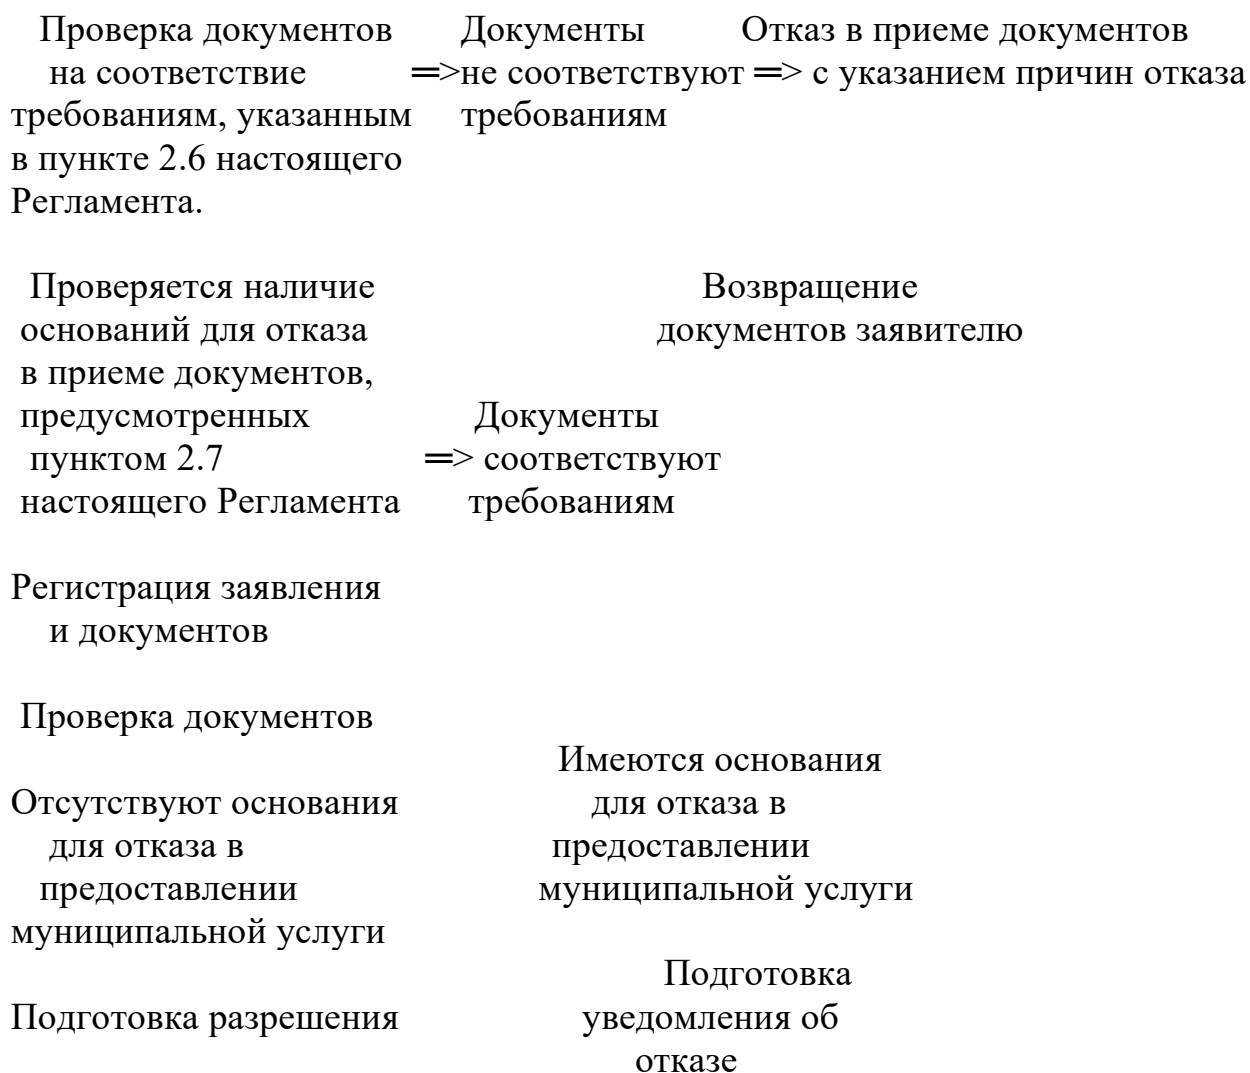 Проверка документов Документы Отказ в приеме документов
на соответствие =>не соответствуют => с указанием причин отказа
требованиям, указанным требованиям
в пункте 2.6 настоящего
Регламента.
Проверяется наличие Возвращение
оснований для отказа документов заявителю
в приеме документов,
предусмотренных Документы
пунктом 2.7 => соответствуют
настоящего Регламента требованиям
Регистрация заявления
и документов
Проверка документов
Имеются основания
Отсутствуют основания для отказа в
для отказа в предоставлении
предоставлении муниципальной услуги
муниципальной услуги
Подготовка
Подготовка разрешения уведомления об
отказе